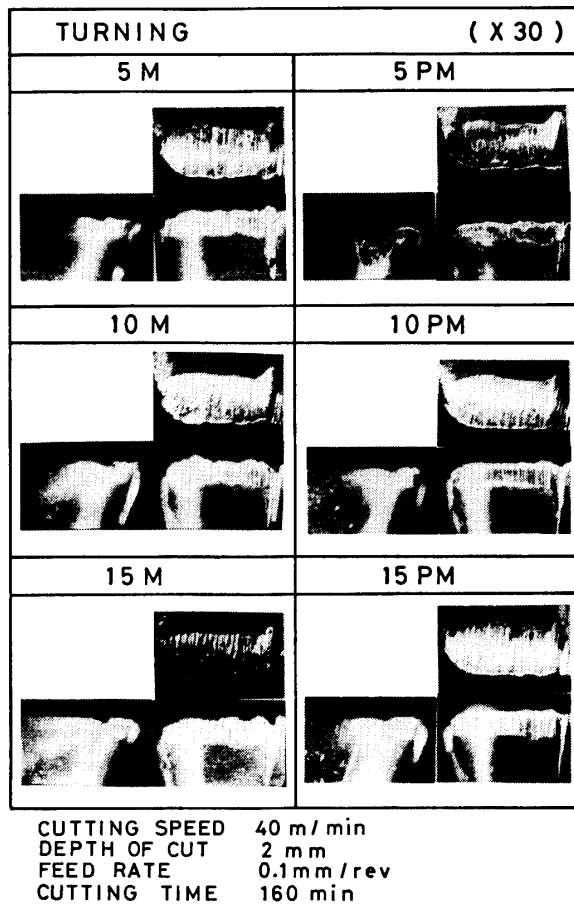 TURNING (X30)
5 M 5 PM
10 M 10 PM
15 M 15 PM
CUTTING SPEED 40 m/min
DEPTH OF CUT 2 mm
FEED RATE 0.1mm/rev
CUTTING TIME 160 min